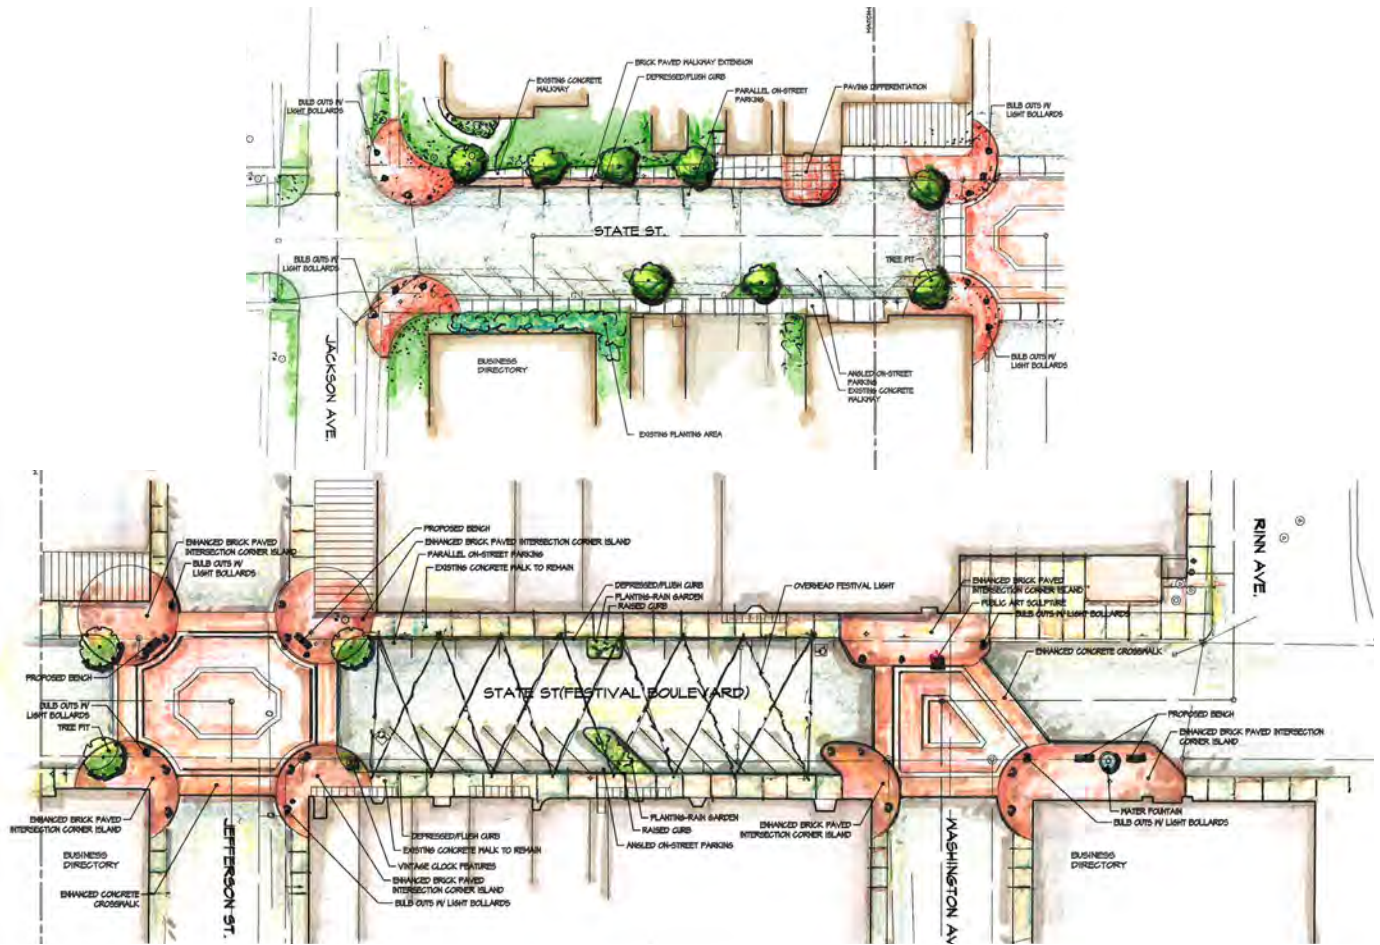 MATCH
EXISTING CONCRETE
WALKWAY
BRICK PAVED WALKWAY EXTENSION
DEPRESSED/FLUSH CURB
PARALLEL ON-STREET
PARKING
PAVING DIFFERENTIATION
BULB OUTS W/
LIGHT BOLLARDS
BULB OUTS W/
LIGHT BOLLARDS
STATE ST.
BULB OUTS W/
LIGHT BOLLARDS
TREE PIT
JACKSON AVE.
BUSINESS
DIRECTORY
BULB OUTS W/
LIGHT BOLLARDS
ANGLED ON-STREET
PARKING
EXISTING CONCRETE
WALKWAY
EXISTING PLANTING AREA
ENHANCED BRICK PAVED
INTERSECTION CORNER ISLAND
BULB OUTS W/
LIGHT BOLLARDS
PROPOSED BENCH
ENHANCED BRICK PAVED INTERSECTION CORNER ISLAND
PARALLEL ON-STREET PARKING
EXISTING CONCRETE WALK TO REMAIN
DEPRESSED/FLUSH CURB
PLANTING-RAIN GARDEN
RAISED CURB
OVERHEAD FESTIVAL LIGHT
ENHANCED BRICK PAVED
INTERSECTION CORNER ISLAND
PUBLIC ART SCULPTURE
BULB OUTS W/ LIGHT BOLLARDS
ENHANCED CONCRETE CROSSWALK
RINN AVE.
PROPOSED BENCH
BULB OUTS W/
LIGHT BOLLARDS
TREE PIT
STATE ST(FESTIVAL BOULEVARD)
PROPOSED BENCH
ENHANCED BRICK PAVED INTERSECTION
CORNER ISLAND
ENHANCED BRICK PAVED
INTERSECTION CORNER ISLAND
BUSINESS
DIRECTORY
ENHANCED CONCRETE
CROSSWALK
JEFFERSON ST.
DEPRESSED/FLUSH CURB
EXISTING CONCRETE WALK TO REMAIN
VINTAGE CLOCK FEATURES
ENHANCED BRICK PAVED
INTERSECTION CORNER ISLAND
BULB OUTS W/ LIGHT BOLLARDS
PLANTING-RAIN GARDEN
RAISED CURB
ANGLED ON-STREET PARKING
ENHANCED BRICK PAVED
INTERSECTION CORNER ISLAND
WASHINGTON AV
WATER FOUNTAIN
BULB OUTS W/ LIGHT BOLLARDS
BUSINESS
DIRECTORY